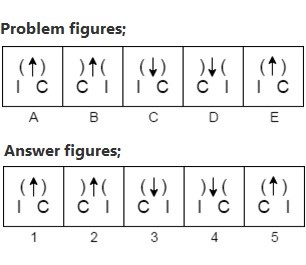 Problem figures;
(↑) )↑( (↓) )↓( (↑)
I C C I I C C I I C
A B C D E
Answer figures;
(↑) )↑( (↓) )↓( (↑)
I C C I C I I C C I
1 2 3 4 5